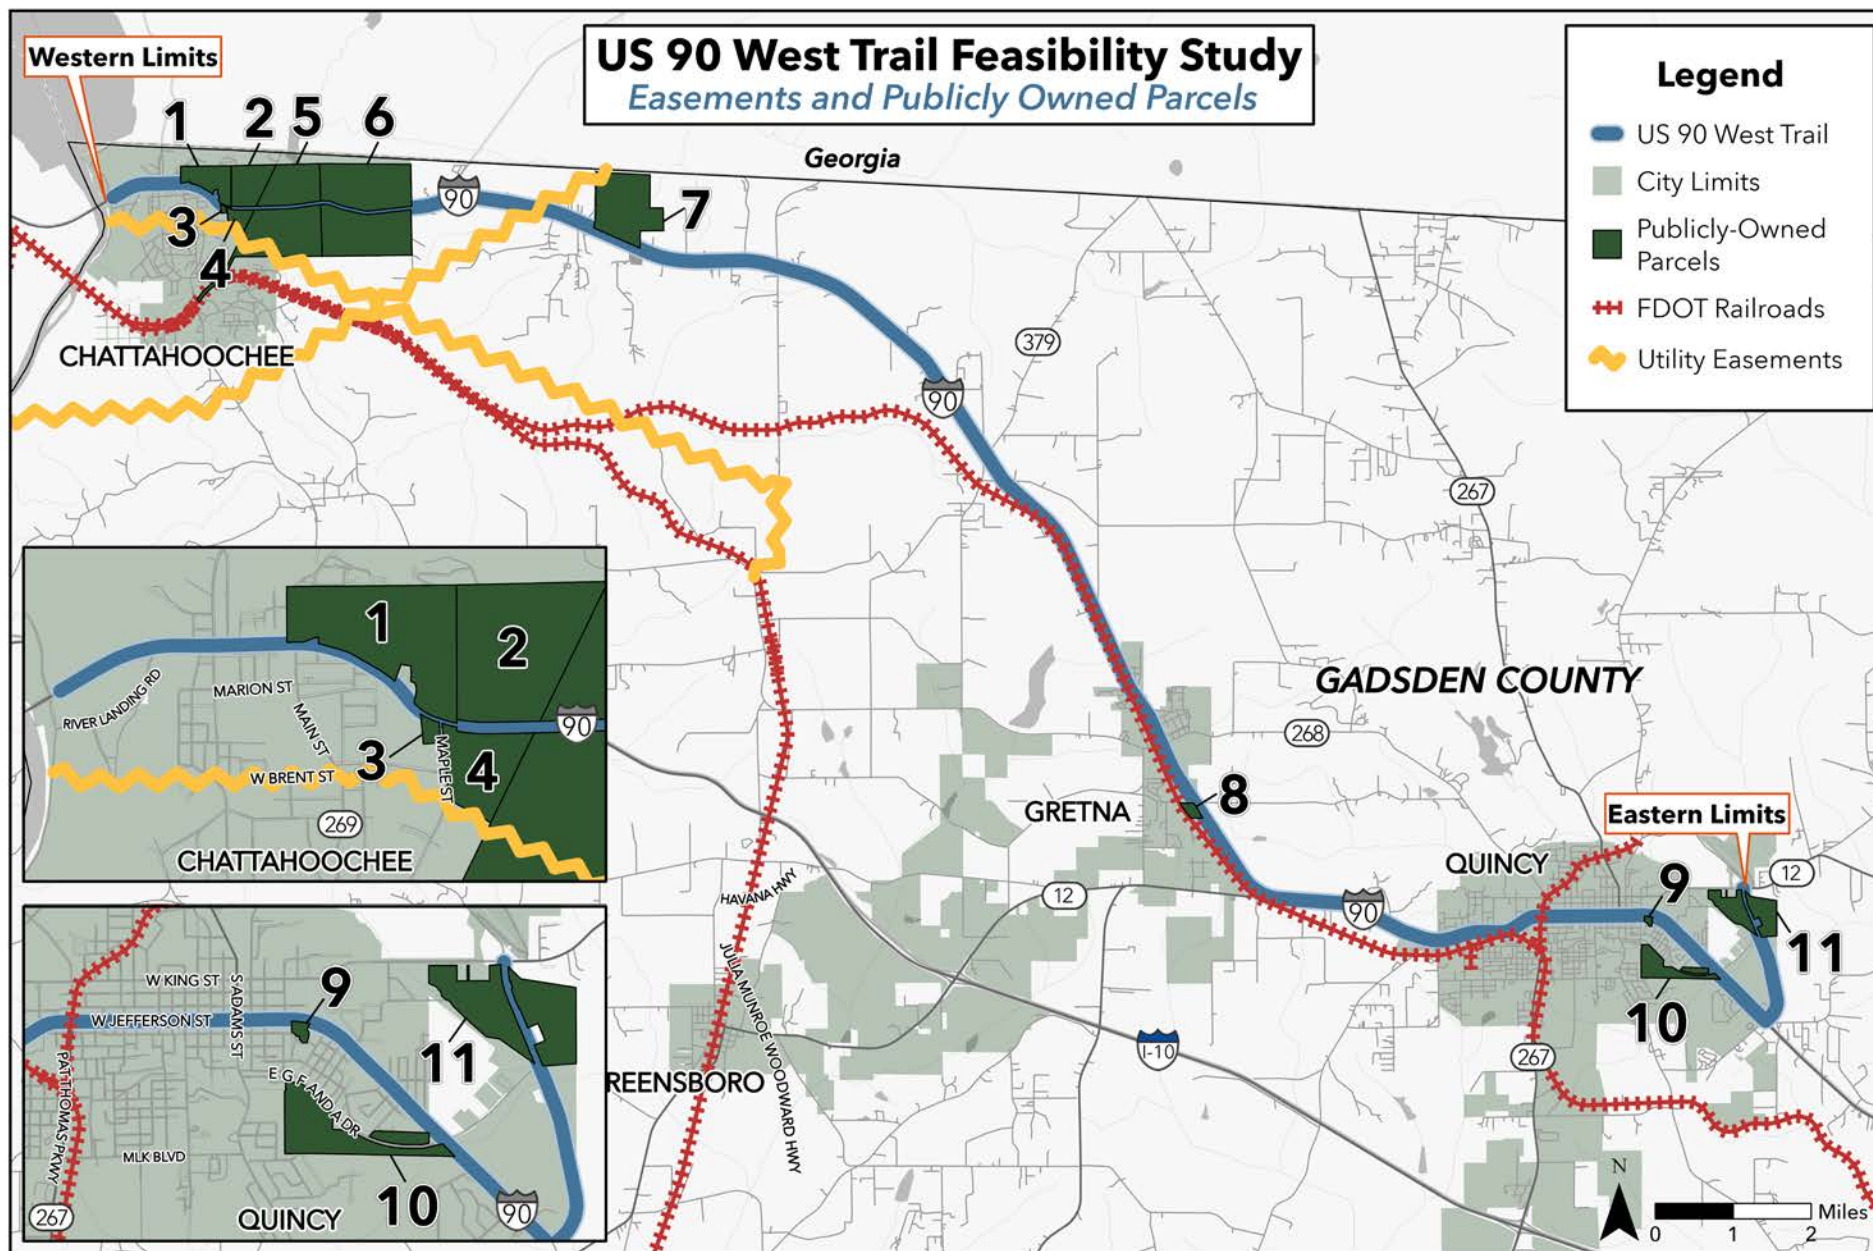 US 90 West Trail Feasibility Study
Easements and Publicly Owned Parcels
Western Limits
Legend
US 90 West Trail
City Limits
Publicly-Owned
Parcels
FDOT Railroads
Utility Easements
1
2
5
6
Georgia
90
7
3
4
CHATTAHOOCHEE
379
90
267
1
2
MARION ST
RIVER LANDING RD
MAIN ST
90
3
MAPLE ST
4
W BRENT ST
269
CHATTAHOOCHEE
GADSDEN COUNTY
268
GRETNA
8
Eastern Limits
QUINCY
12
9
HAVANA HWY
12
90
11
10
JULIA MUNROE WOODWARD HWY
I-10
267
REENSBORO
W KING ST
S ADAMS ST
9
W JEFFERSON ST
11
PAT THOMAS PKWY
E G F AND A DR
MLK BLVD
10
QUINCY
90
267
N
0
1
2
Miles